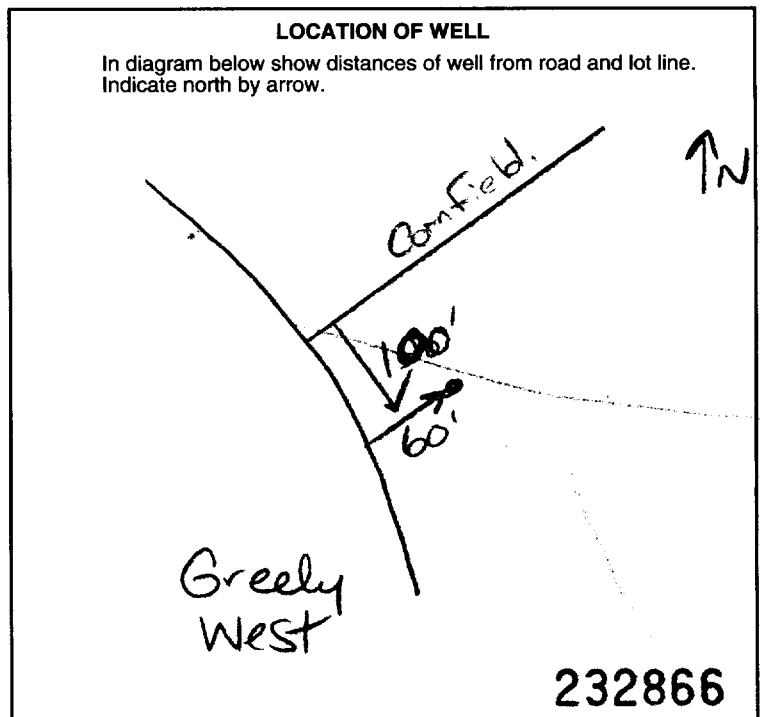 LOCATION OF WELL
In diagram below show distances of well from road and lot line.
Indicate north by arrow.
N
Cornfield.
100'
60'
Greely
West
232866